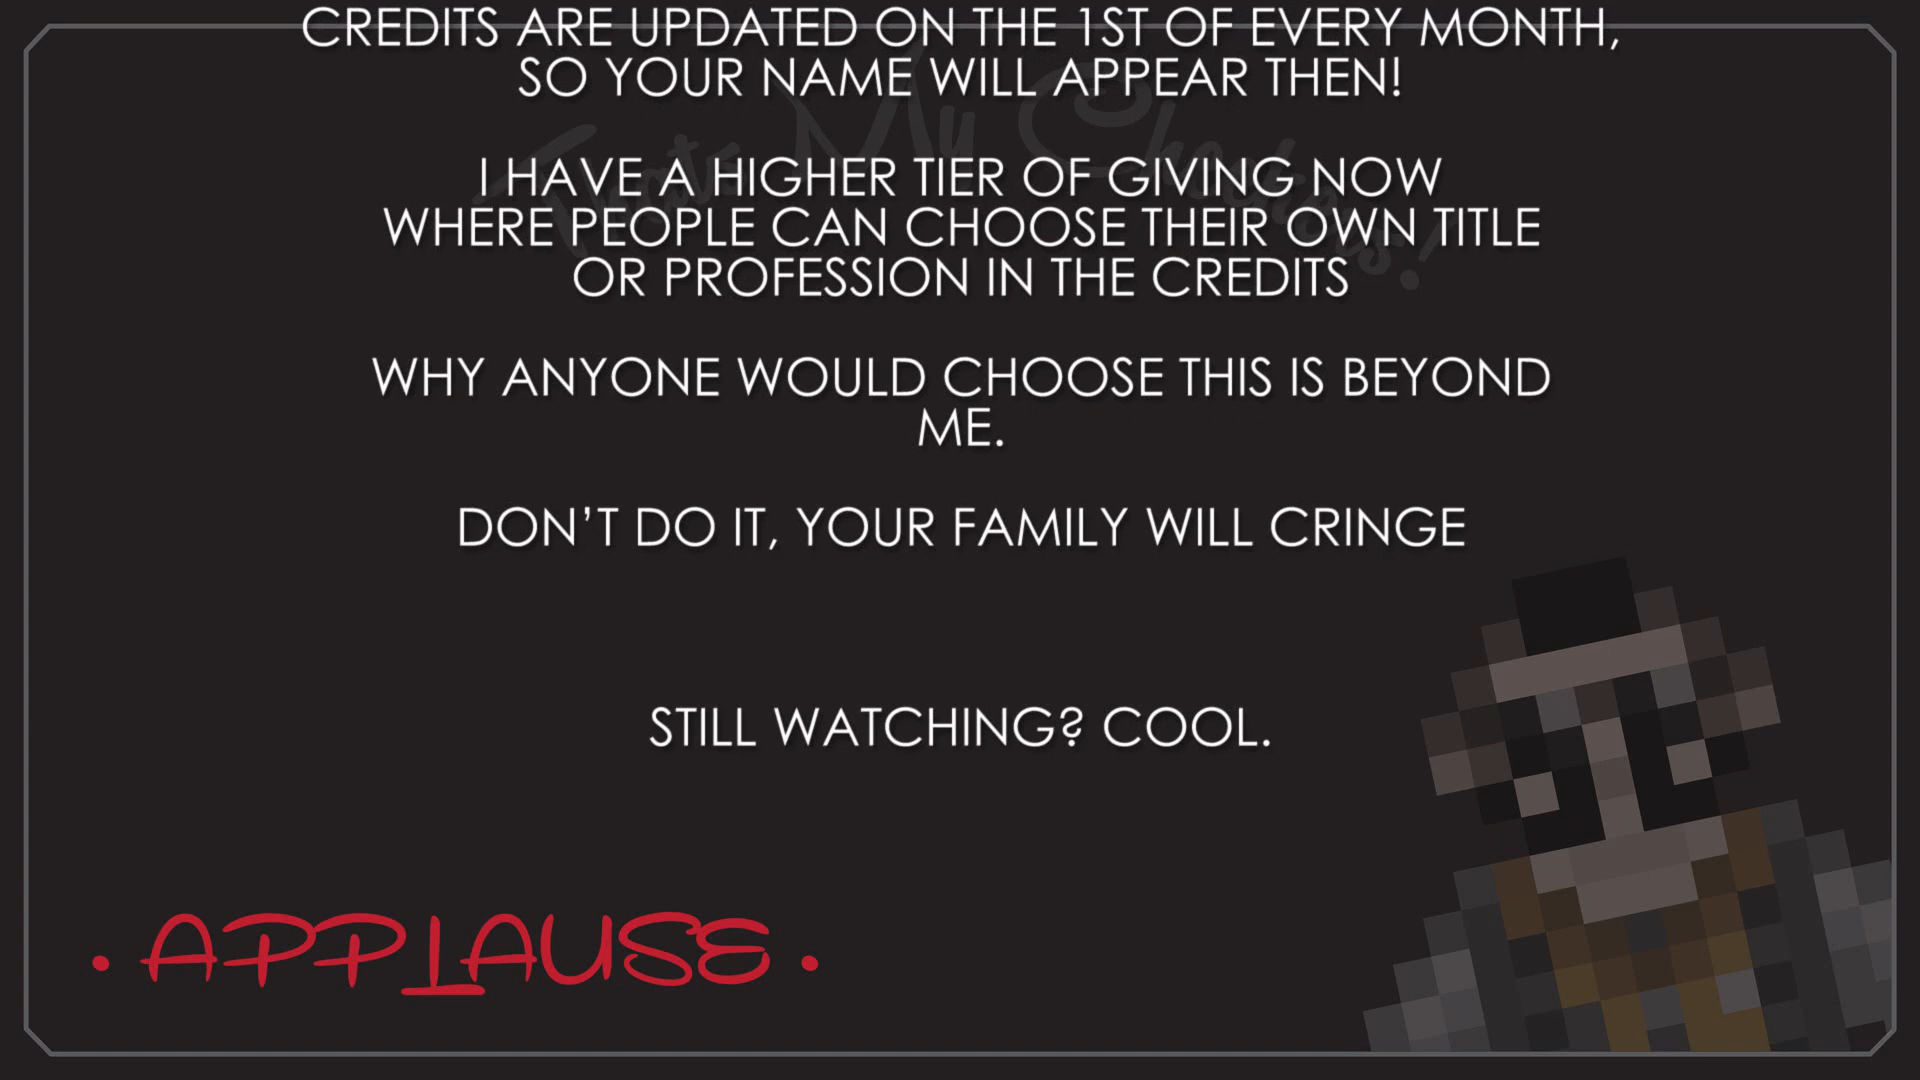 CREDITS ARE UPDATED ON THE 1ST OF EVERY MONTH,
SO YOUR NAME WILL APPEAR THEN!
I HAVE A HIGHER TIER OF GIVING NOW
WHERE PEOPLE CAN CHOOSE THEIR OWN TITLE
OR PROFESSION IN THE CREDITS
WHY ANYONE WOULD CHOOSE THIS IS BEYOND
ME.
DON’T DO IT, YOUR FAMILY WILL CRINGE
STILL WATCHING? COOL.
• APPLAUSE •